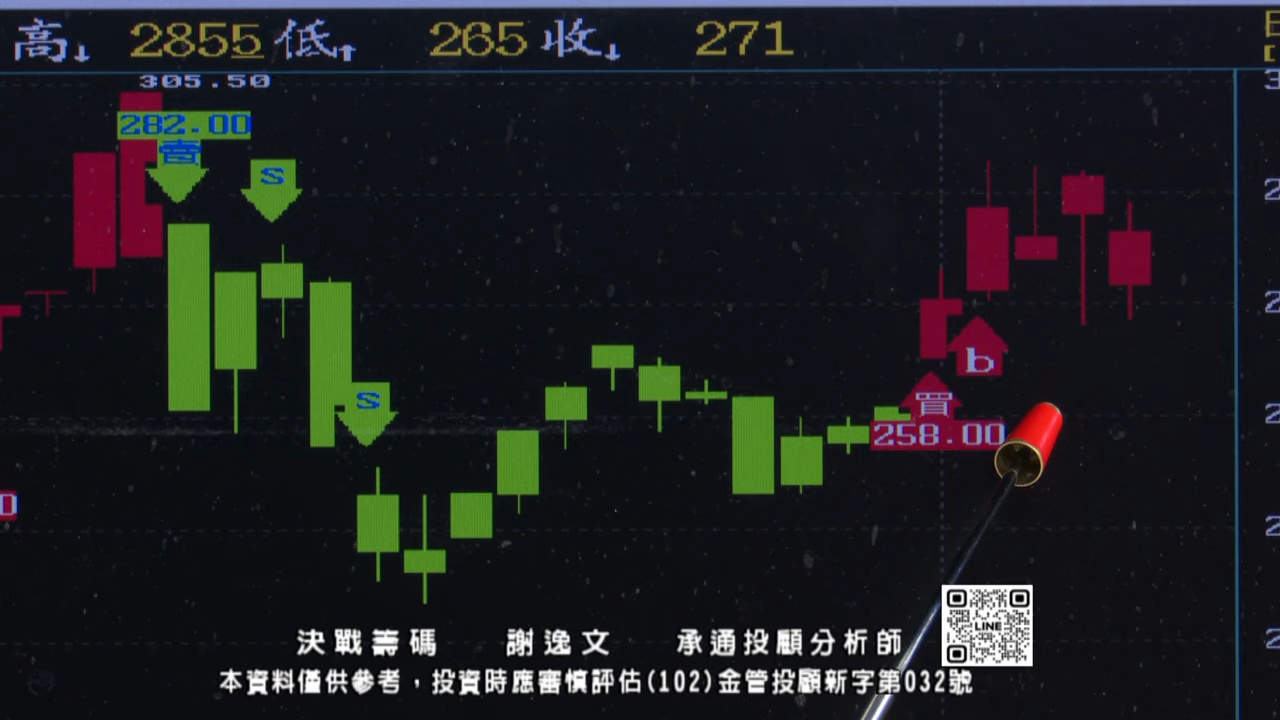 高↓ 2855 低↑ 265 收↓ 271
305.50
282.00
賣
S
S
b
買
258.00
0
LINE
決戰籌碼 謝逸文 承通投顧分析師
本資料僅供參考，投資時應審慎評估(102)金管投顧新字第032號